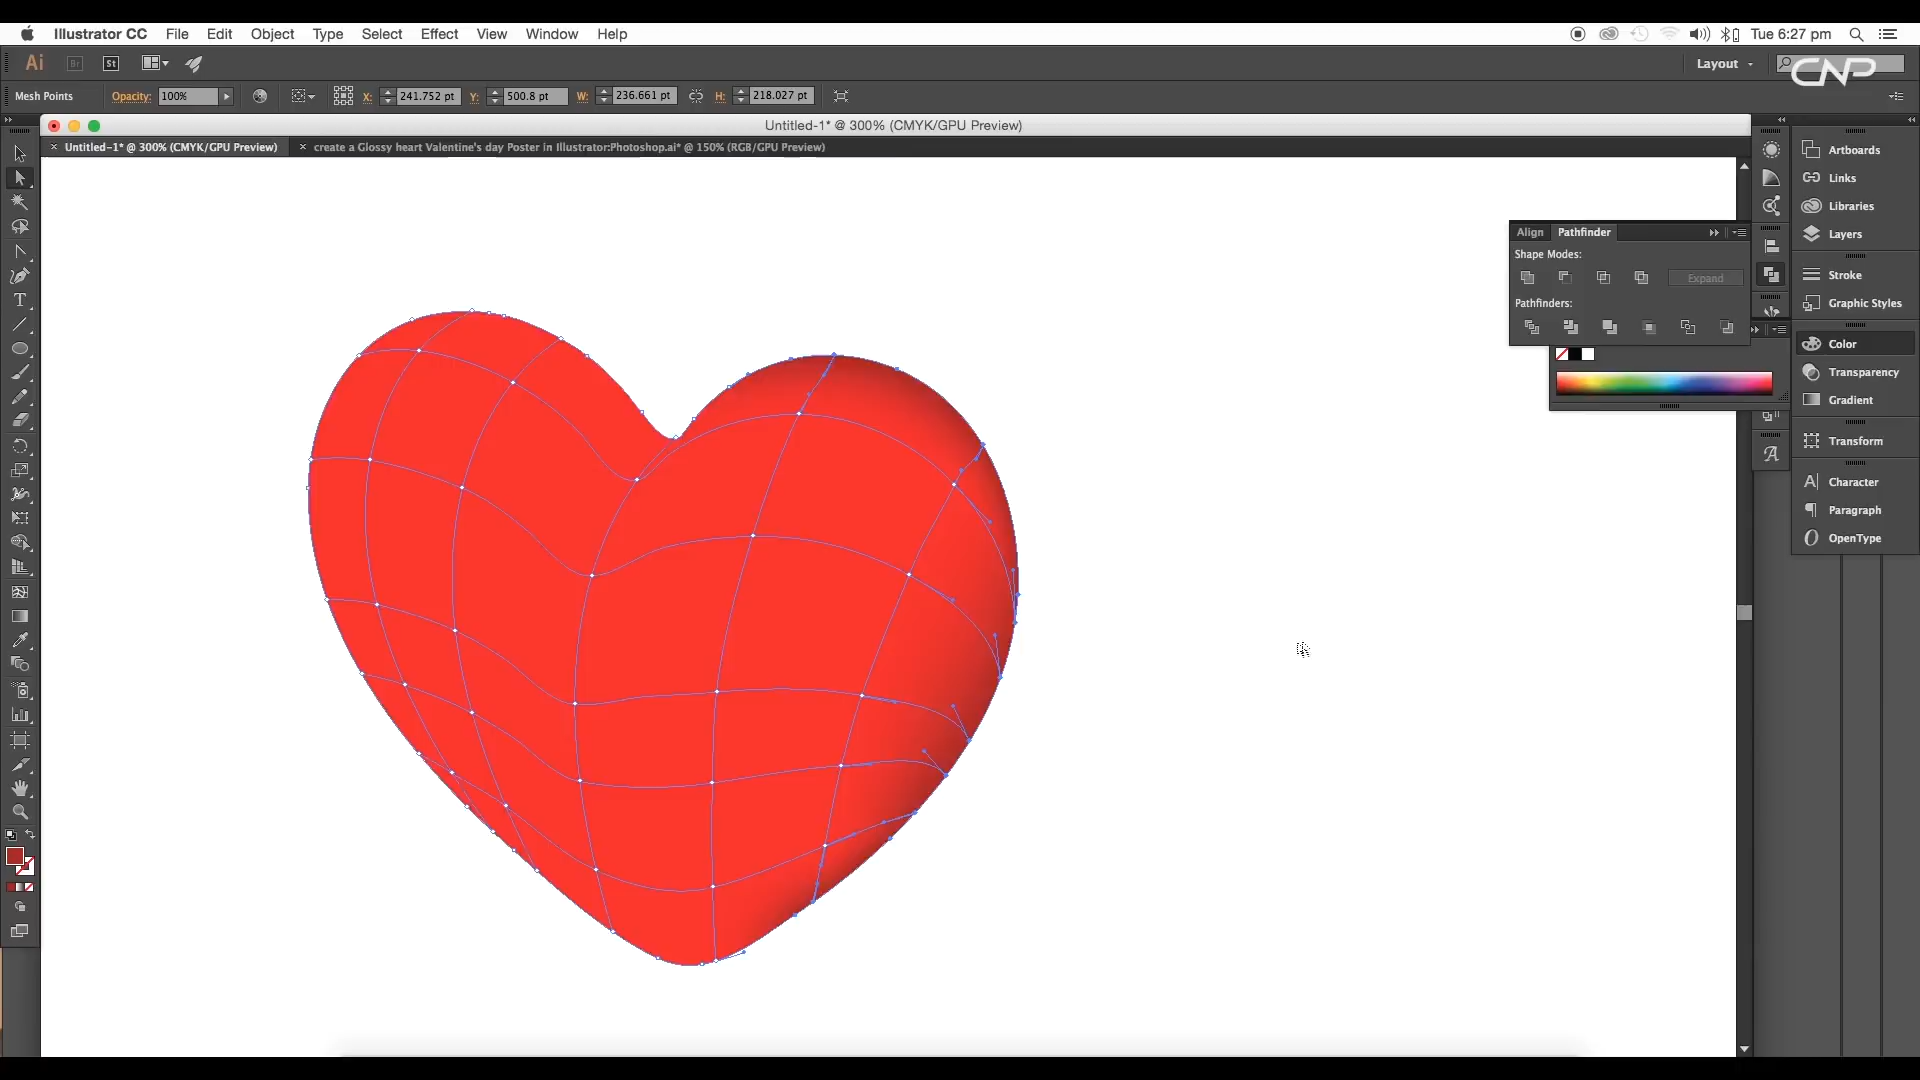 Illustrator CC File Edit Object Type Select Effect View Window Help Tue 6:27 pm
Ai Br St Layout CNP
Mesh Points Opacity: 100% X: 241.752 pt Y: 500.8 pt W: 236.661 pt H: 218.027 pt
Untitled-1* @ 300% (CMYK/GPU Preview)
× Untitled-1* @ 300% (CMYK/GPU Preview) × create a Glossy heart Valentine's day Poster in Illustrator:Photoshop.ai* @ 150% (RGB/GPU Preview)
Align Pathfinder
Shape Modes:
Expand
Pathfinders:
Artboards
Links
Libraries
Layers
Stroke
Graphic Styles
Color
Transparency
Gradient
Transform
Character
Paragraph
OpenType